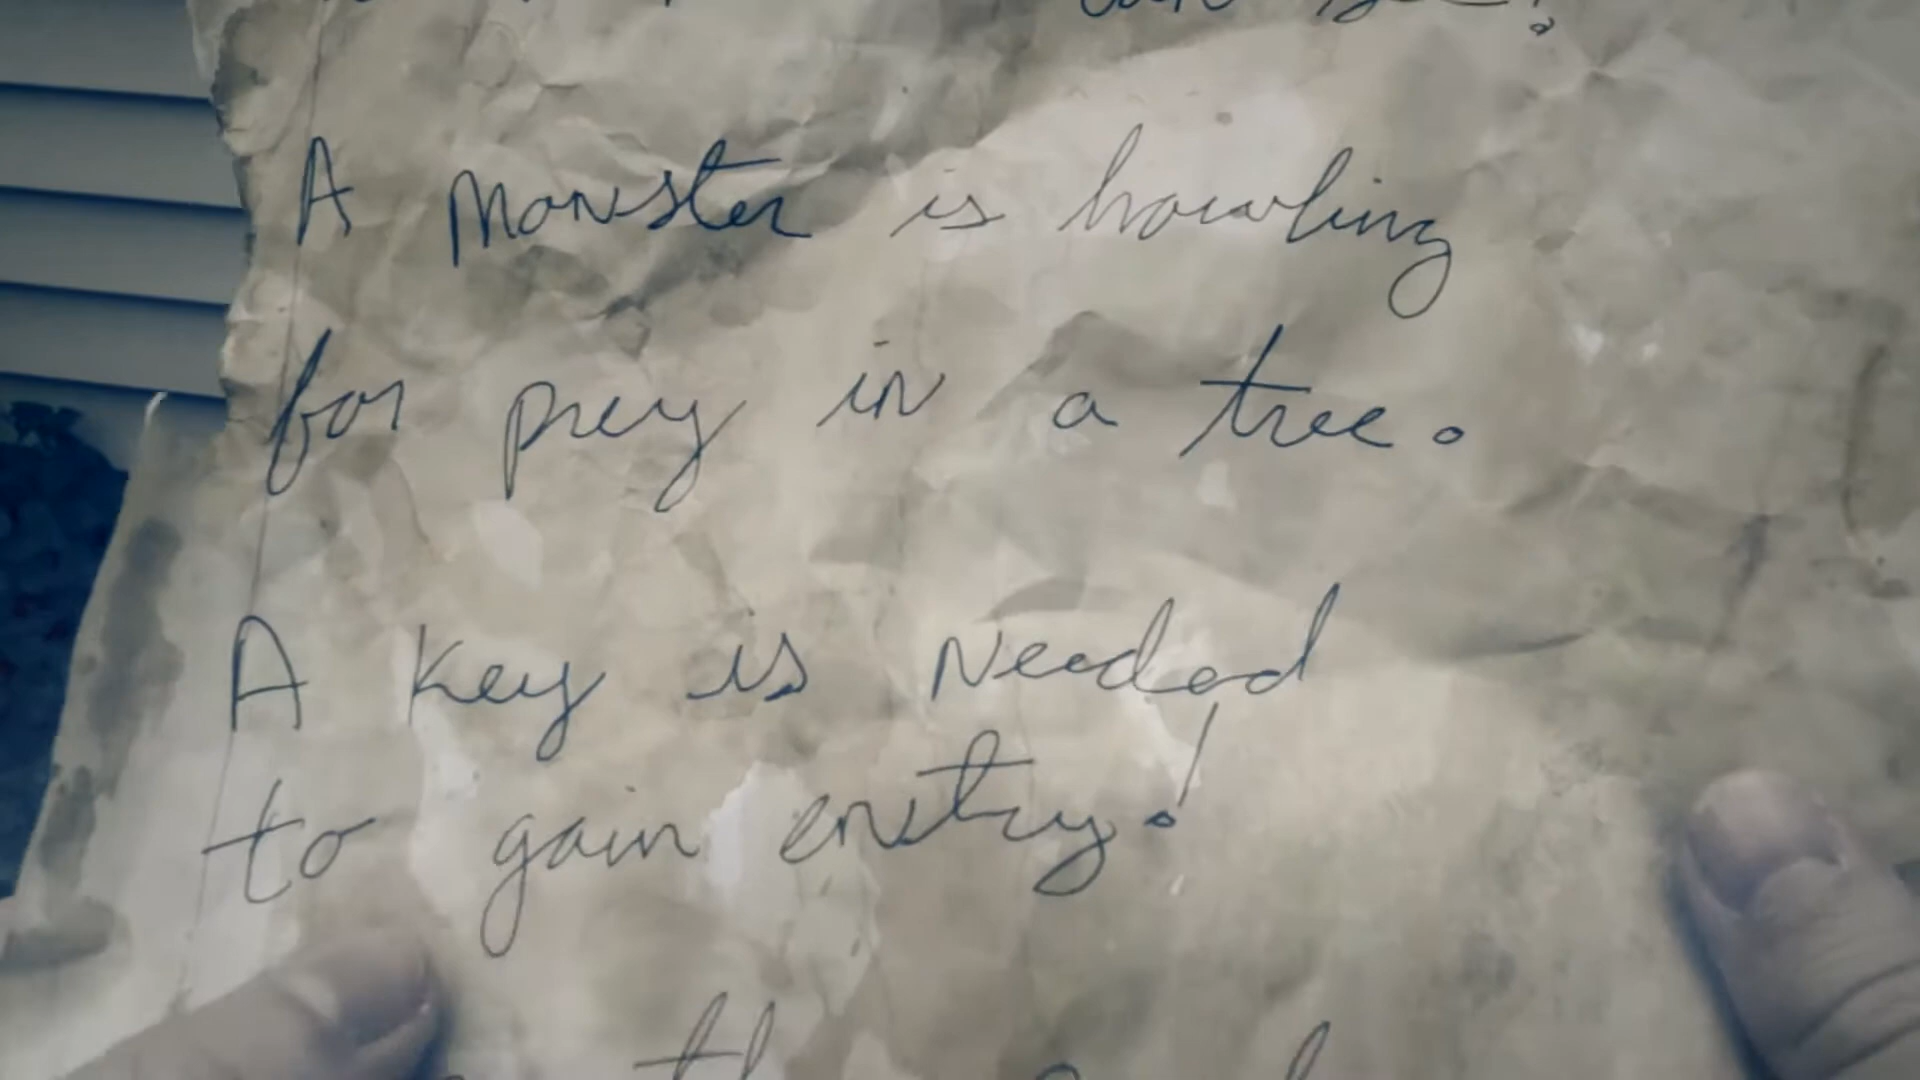 A Monster is howling
for prey in a tree.
A key is needed
to gain entry!